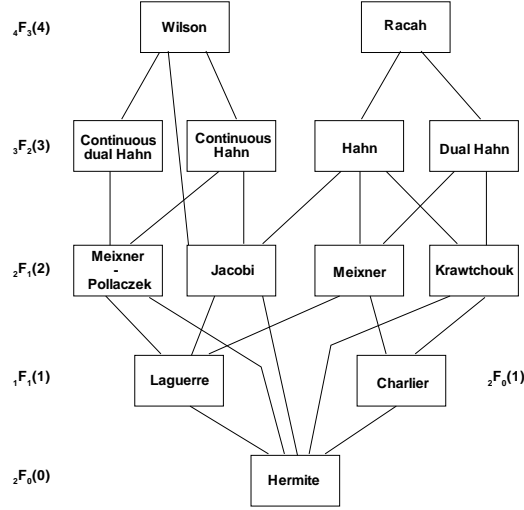 ₄F₃(4)
Wilson
Racah
₃F₂(3)
Continuous
dual Hahn
Continuous
Hahn
Hahn
Dual Hahn
₂F₁(2)
Meixner
-
Pollaczek
Jacobi
Meixner
Krawtchouk
₁F₁(1)
Laguerre
Charlier
₂F₀(1)
₂F₀(0)
Hermite